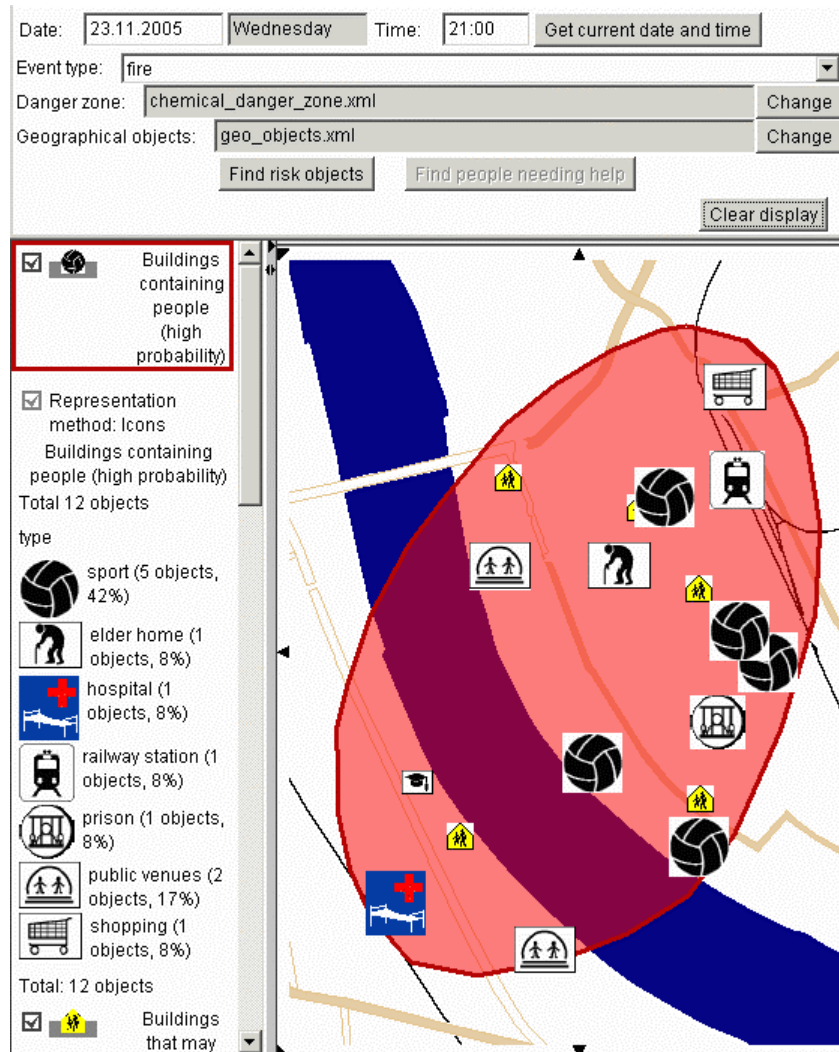 Date: 23.11.2005 Wednesday Time: 21:00 Get current date and time
Event type: fire
Danger zone: chemical_danger_zone.xml Change
Geographical objects: geo_objects.xml Change
Find risk objects Find people needing help
Clear display
Buildings
containing
people
(high
probability)
Representation
method: Icons
Buildings containing
people (high probability)
Total 12 objects
type
sport (5 objects,
42%)
elder home (1
objects, 8%)
hospital (1
objects, 8%)
railway station (1
objects, 8%)
prison (1 objects,
8%)
public venues (2
objects, 17%)
shopping (1
objects, 8%)
Total: 12 objects
Buildings
that may